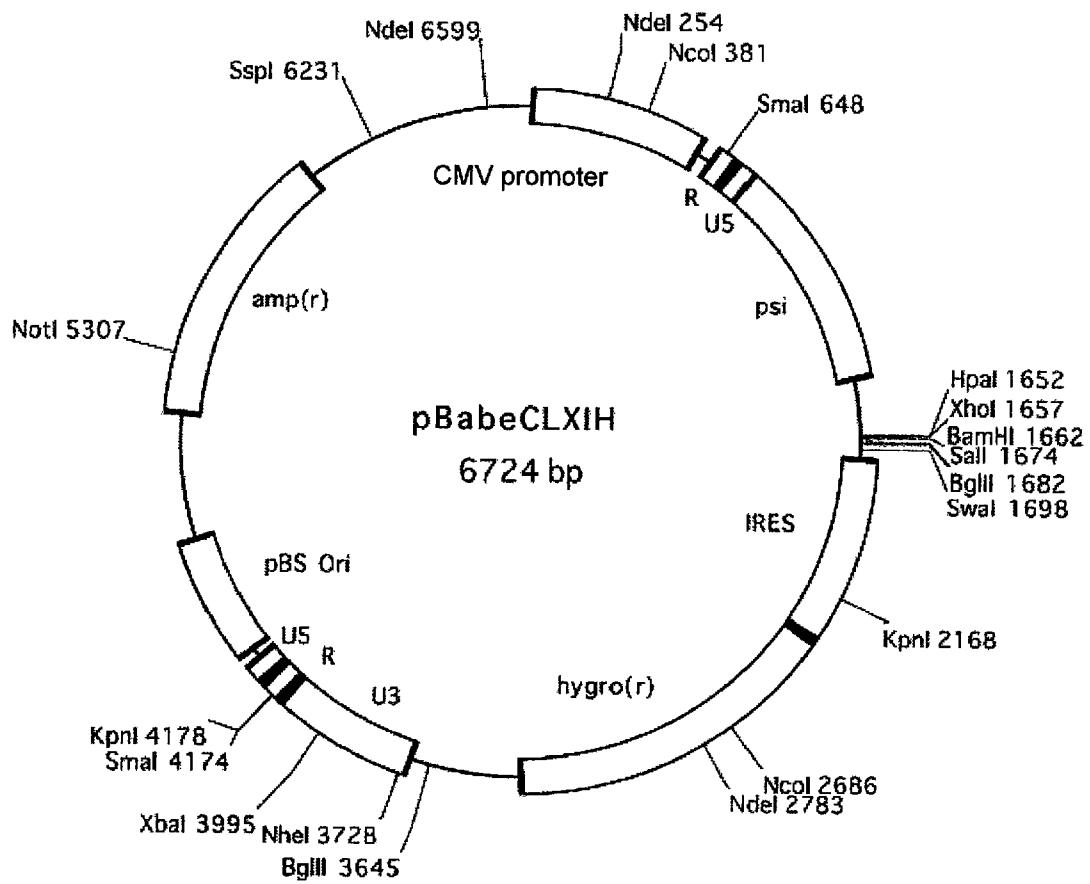 NdeI 6599
NdeI 254
NcoI 381
SspI 6231
SmaI 648
CMV promoter
R
U5
amp(r)
psi
NotI 5307
pBabeCLXIH
6724 bp
HpaI 1652
XhoI 1657
BamHI 1662
SalI 1674
BglII 1682
SwaI 1698
IRES
pBS Ori
KpnI 2168
U5
R
U3
hygro(r)
KpnI 4178
SmaI 4174
NcoI 2686
NdeI 2783
XbaI 3995
NheI 3728
BglII 3645